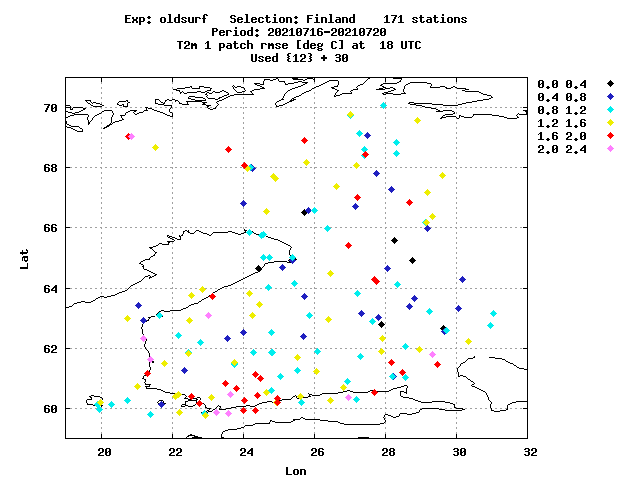 Exp: oldsurf   Selection: Finland    171 stations
Period: 20210716-20210720
T2m 1 patch rmse [deg C] at  18 UTC
Used {12} + 30
0.0 0.4
0.4 0.8
0.8 1.2
1.2 1.6
1.6 2.0
2.0 2.4
70
68
66
64
62
60
Lat
20 22 24 26 28 30 32
Lon